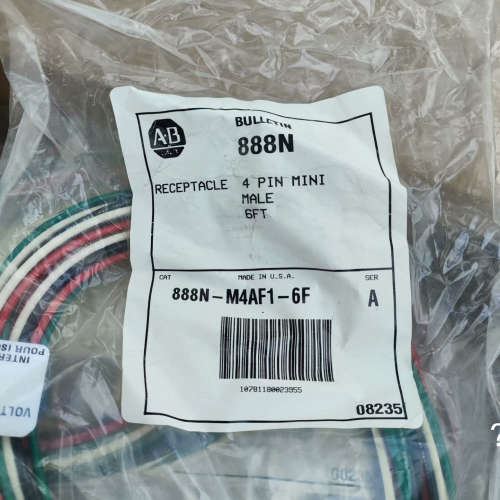 BULLETIN
A-B
888N
RECEPTACLE 4 PIN MINI
MALE
6FT
CAT MADE IN U.S.A. SER
888N-M4AF1-6F A
10781180023955
08235
VOLT
INTER
POUR ISO